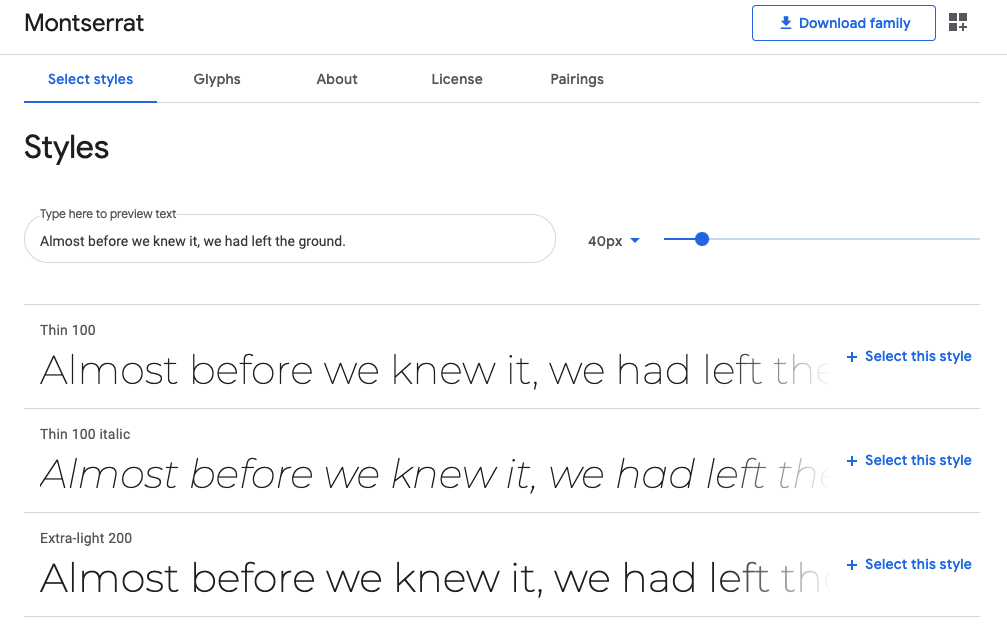 Montserrat
Download family
Select styles Glyphs About License Pairings
Styles
Type here to preview text
Almost before we knew it, we had left the ground.
40px
Thin 100
Almost before we knew it, we had left the
Select this style
Thin 100 italic
Almost before we knew it, we had left the
Select this style
Extra-light 200
Almost before we knew it, we had left the
Select this style